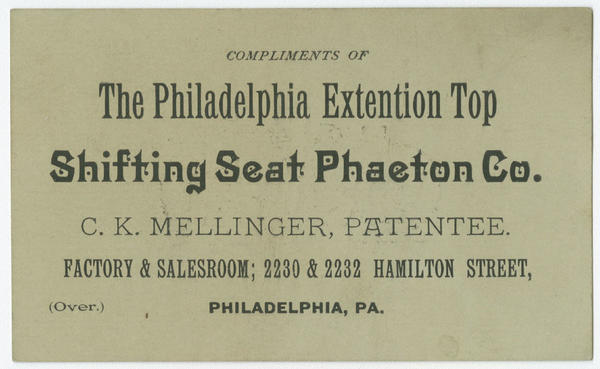 COMPLIMENTS OF
The Philadelphia Extention Top
Shifting Seat Phaeton Co.
C. K. MELLINGER, PATENTEE.
FACTORY & SALESROOM; 2230 & 2232 HAMILTON STREET,
(Over.) PHILADELPHIA, PA.